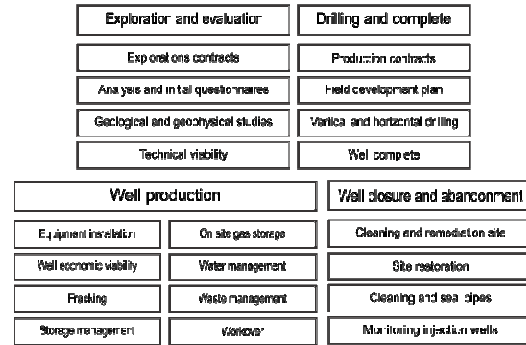 Exploration and evaluation
Drilling and complete
Explorations contracts
Production contracts
Analysis and initail questionnaires
Field development plan
Geological and geophysical studies
Vertical and horizontal drilling
Technical viability
Well complete
Well production
Well closure and abanconment
Equipment installation
On site gas storage
Cleaning and remediation site
Well economic viability
Water management
Site restoration
Fracking
Waste management
Cleaning and seal pipes
Storage management
Workover
Monitoring injection wells